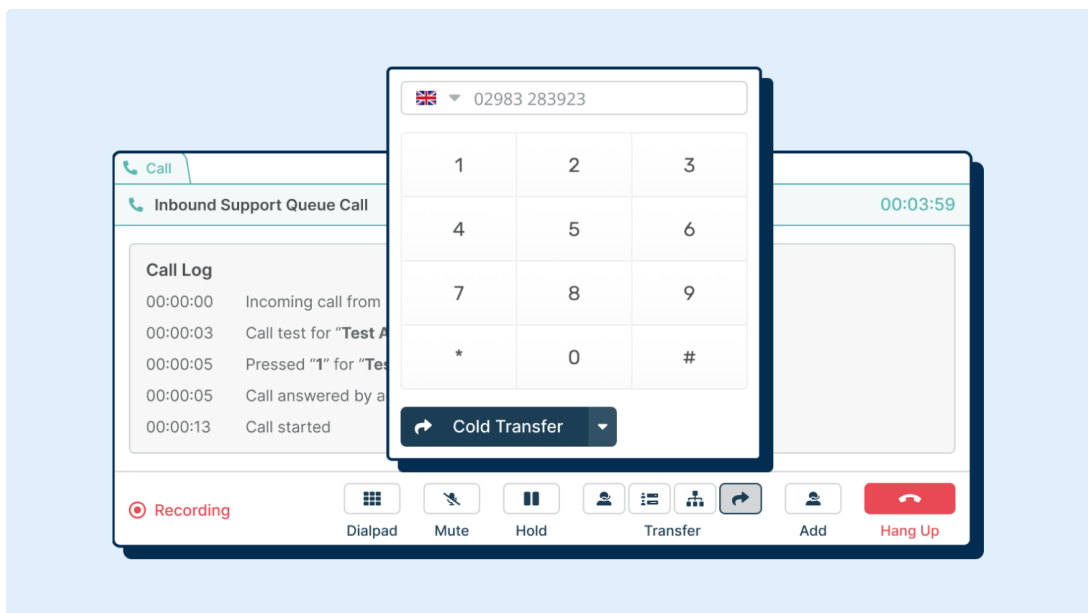 02983 283923
1 2 3
4 5 6
7 8 9
* 0 #
Cold Transfer
Call
Inbound Support Queue Call 00:03:59
Call Log
00:00:00 Incoming call from
00:00:03 Call test for “Test A
00:00:05 Pressed “1” for “Tes
00:00:05 Call answered by a
00:00:13 Call started
Recording
Dialpad Mute Hold Transfer Add Hang Up